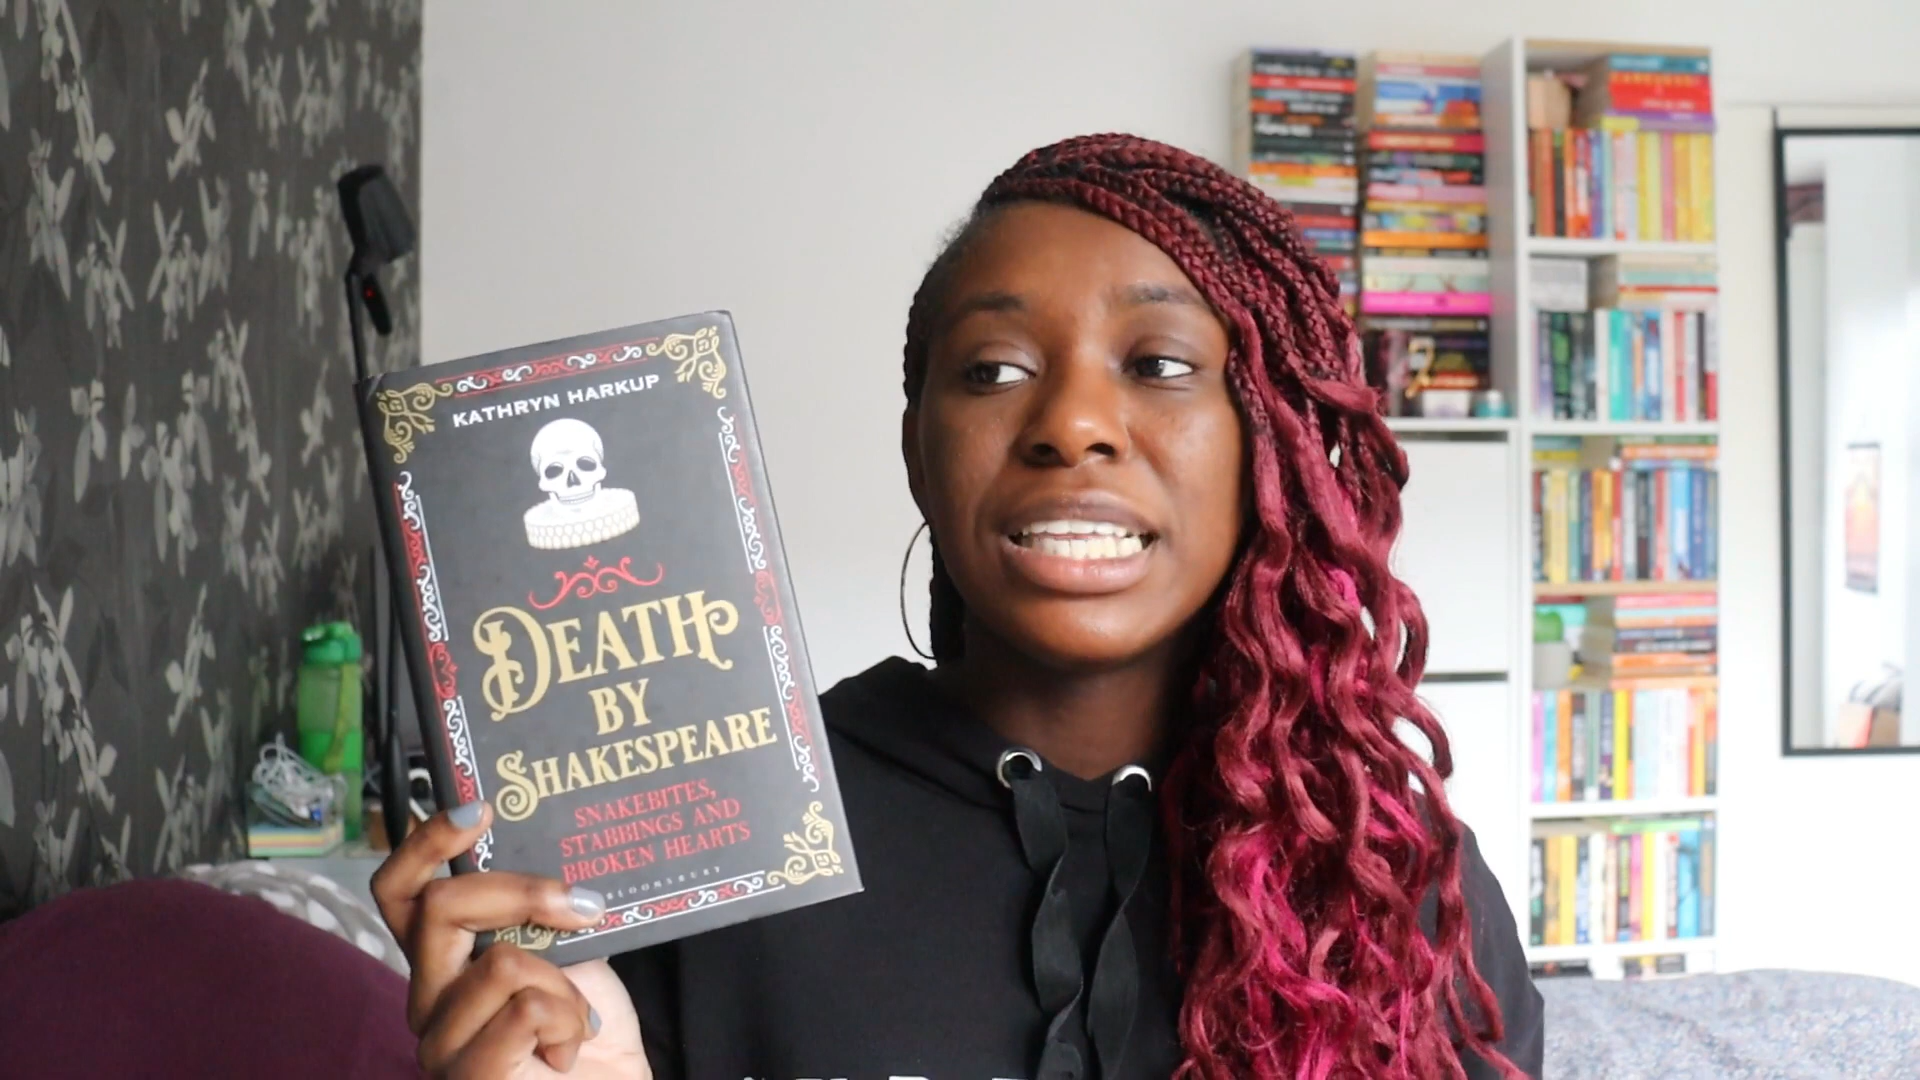 KATHRYN HARKUP
DEATH
BY
SHAKESPEARE
SNAKEBITES,
STABBINGS AND
BROKEN HEARTS
BLOOMSBURY